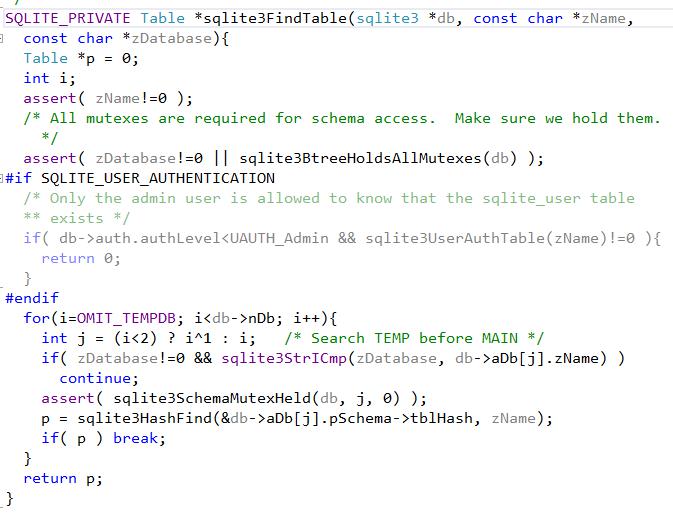 SQLITE_PRIVATE Table *sqlite3FindTable(sqlite3 *db, const char *zName,
  const char *zDatabase){
  Table *p = 0;
  int i;
  assert( zName!=0 );
  /* All mutexes are required for schema access.  Make sure we hold them.
    */
  assert( zDatabase!=0 || sqlite3BtreeHoldsAllMutexes(db) );
#if SQLITE_USER_AUTHENTICATION
  /* Only the admin user is allowed to know that the sqlite_user table
  ** exists */
  if( db->auth.authLevel<UAUTH_Admin && sqlite3UserAuthTable(zName)!=0 ){
    return 0;
  }
#endif
  for(i=OMIT_TEMPDB; i<db->nDb; i++){
    int j = (i<2) ? i^1 : i;   /* Search TEMP before MAIN */
    if( zDatabase!=0 && sqlite3StrICmp(zDatabase, db->aDb[j].zName) )
      continue;
    assert( sqlite3SchemaMutexHeld(db, j, 0) );
    p = sqlite3HashFind(&db->aDb[j].pSchema->tblHash, zName);
    if( p ) break;
  }
  return p;
}